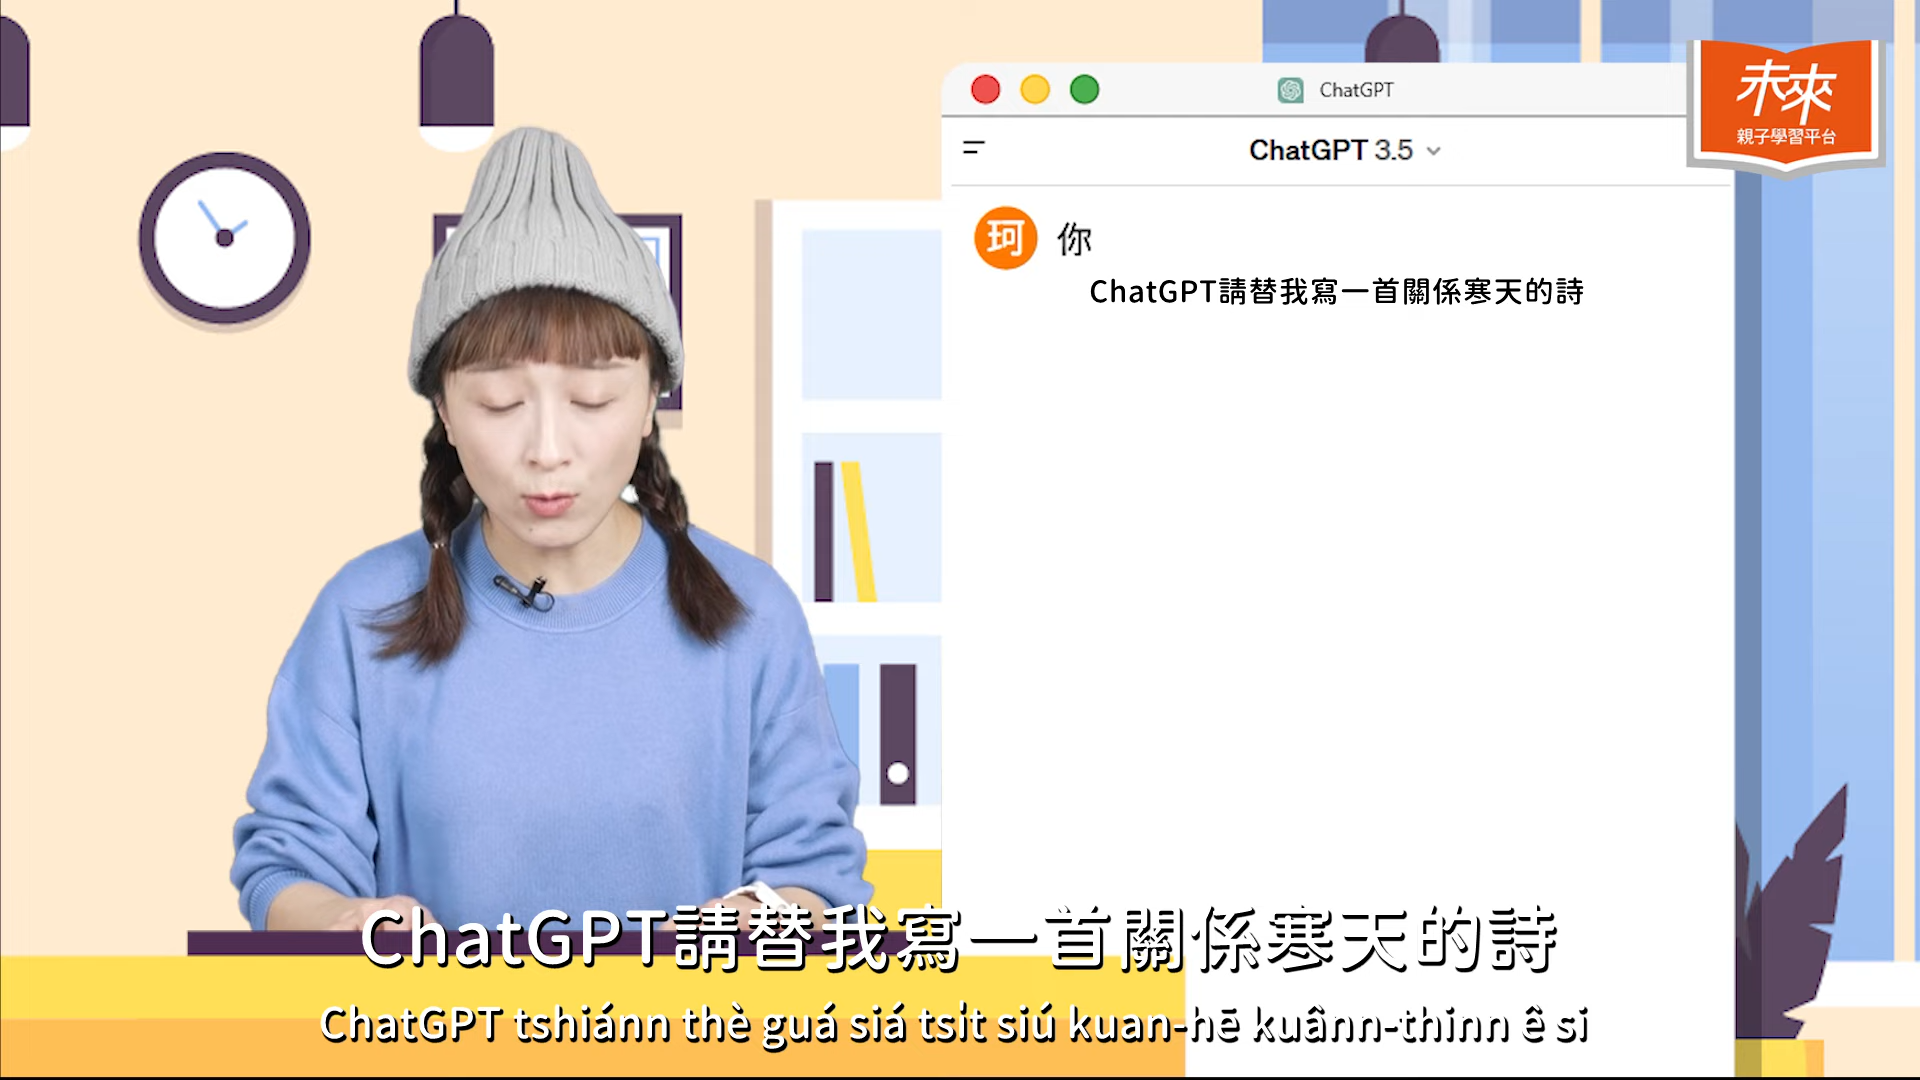 ChatGPT
未來
親子學習平台
ChatGPT 3.5
珂 你
ChatGPT請替我寫一首關係寒天的詩
ChatGPT請替我寫一首關係寒天的詩
ChatGPT tshiánn thè guá siá tsi̍t siú kuan-hē kuânn-thinn ê si